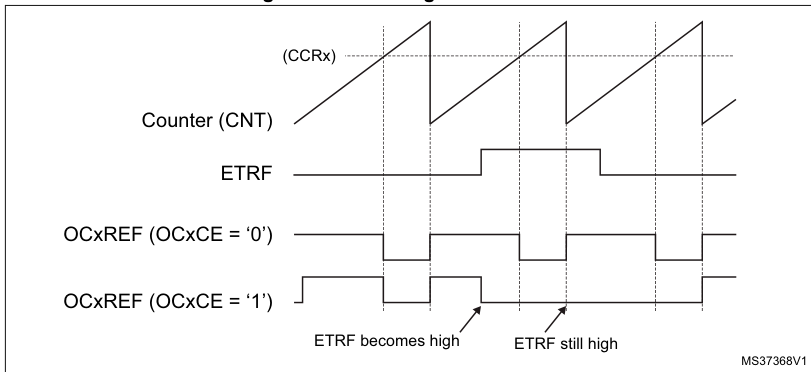 (CCRx)
Counter (CNT)
ETRF
OCxREF (OCxCE = ‘0’)
OCxREF (OCxCE = ‘1’)
ETRF becomes high
ETRF still high
MS37368V1